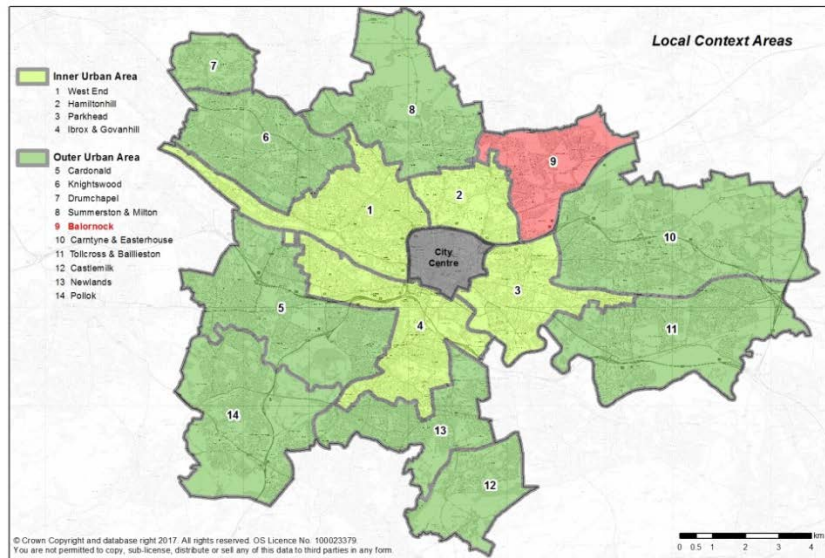 Local Context Areas
Inner Urban Area
1 West End
2 Hamiltonhill
3 Parkhead
4 Ibrox & Govanhill
Outer Urban Area
5 Cardonald
6 Knightswood
7 Drumchapel
8 Summerston & Milton
9 Balornock
10 Carntyne & Easterhouse
11 Tollcross & Baillieston
12 Castlemilk
13 Newlands
14 Pollok
7
8
6
9
2
1
10
City
Centre
3
5
4
11
14
13
12
© Crown Copyright and database right 2017. All rights reserved. OS Licence No. 100023379.
You are not permitted to copy, sub-license, distribute or sell any of this data to third parties in any form.
km
0 0.5 1 2 3 4